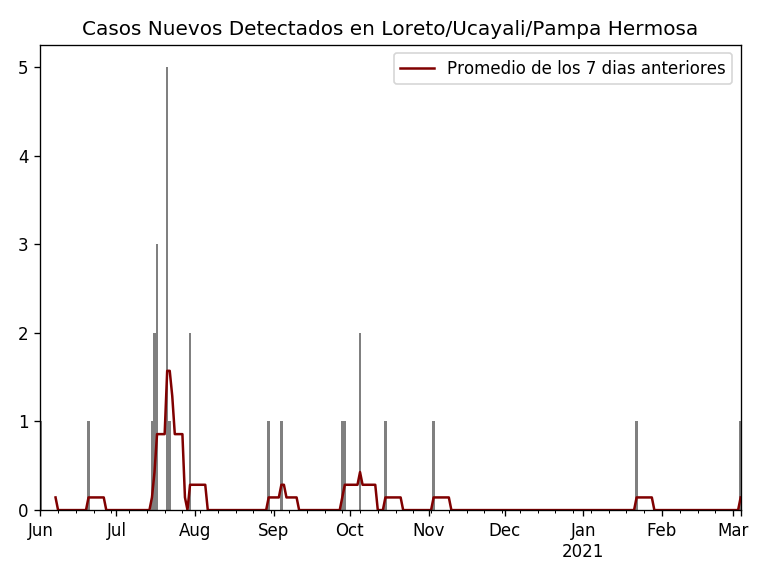 Casos Nuevos Detectados en Loreto/Ucayali/Pampa Hermosa
Promedio de los 7 dias anteriores
5
4
3
2
1
0
Jun Jul Aug Sep Oct Nov Dec Jan Feb Mar
2021